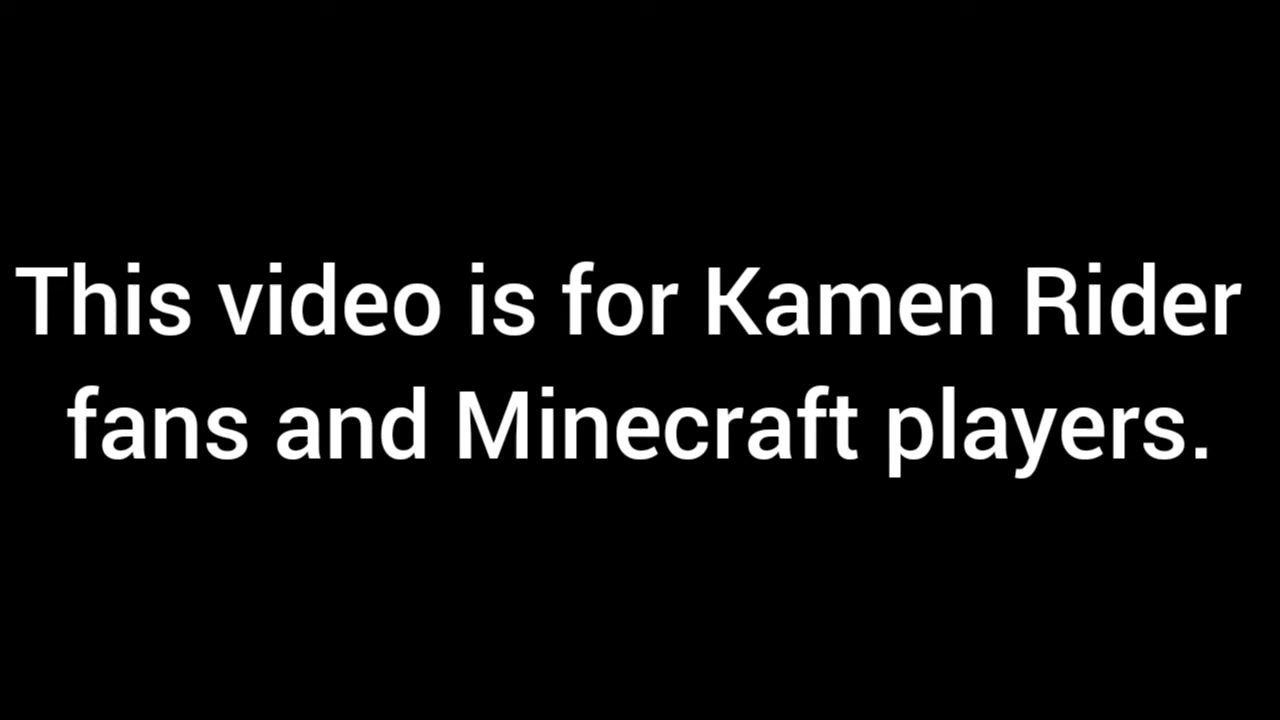 This video is for Kamen Rider
fans and Minecraft players.